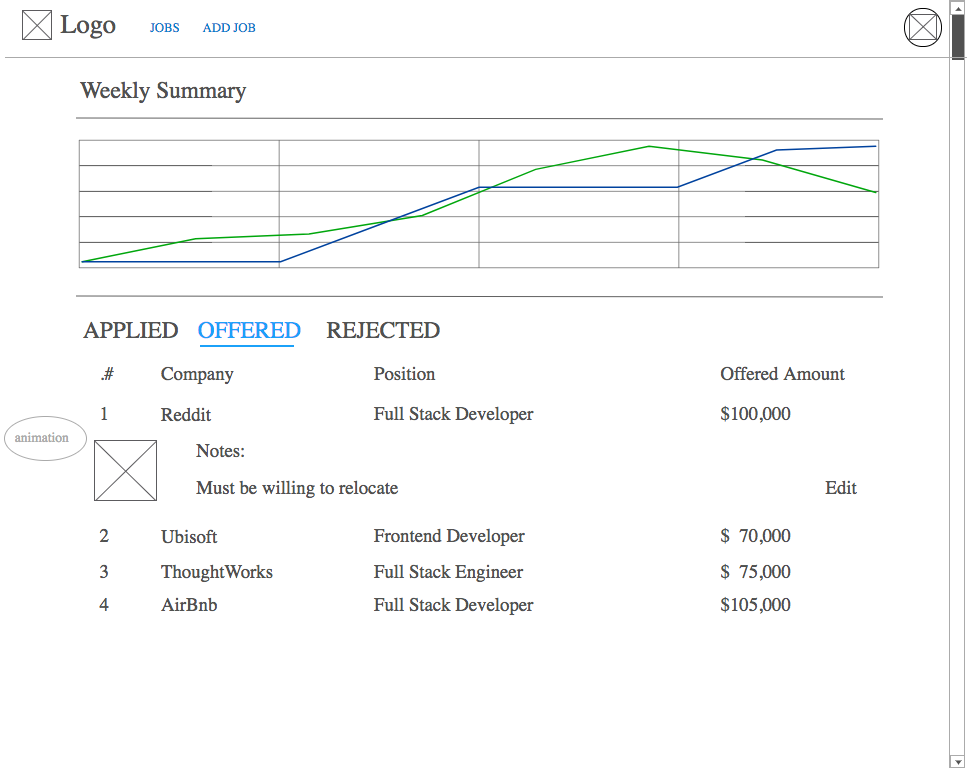 Logo JOBS ADD JOB
Weekly Summary
APPLIED OFFERED REJECTED
.# Company Position Offered Amount
1 Reddit Full Stack Developer $100,000
animation
Notes:
Must be willing to relocate Edit
2 Ubisoft Frontend Developer $ 70,000
3 ThoughtWorks Full Stack Engineer $ 75,000
4 AirBnb Full Stack Developer $105,000